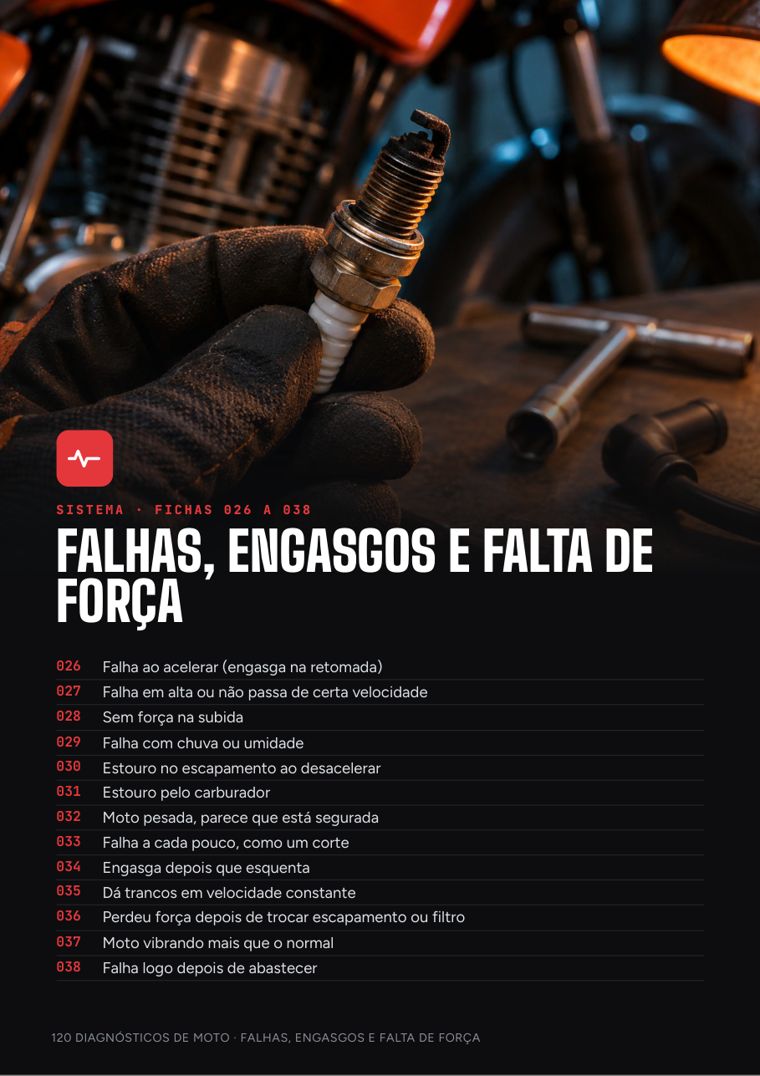 SISTEMA · FICHAS 026 A 038
FALHAS, ENGASGOS E FALTA DE
FORÇA
026 Falha ao acelerar (engasga na retomada)
027 Falha em alta ou não passa de certa velocidade
028 Sem força na subida
029 Falha com chuva ou umidade
030 Estouro no escapamento ao desacelerar
031 Estouro pelo carburador
032 Moto pesada, parece que está segurada
033 Falha a cada pouco, como um corte
034 Engasga depois que esquenta
035 Dá trancos em velocidade constante
036 Perdeu força depois de trocar escapamento ou filtro
037 Moto vibrando mais que o normal
038 Falha logo depois de abastecer
120 DIAGNÓSTICOS DE MOTO · FALHAS, ENGASGOS E FALTA DE FORÇA